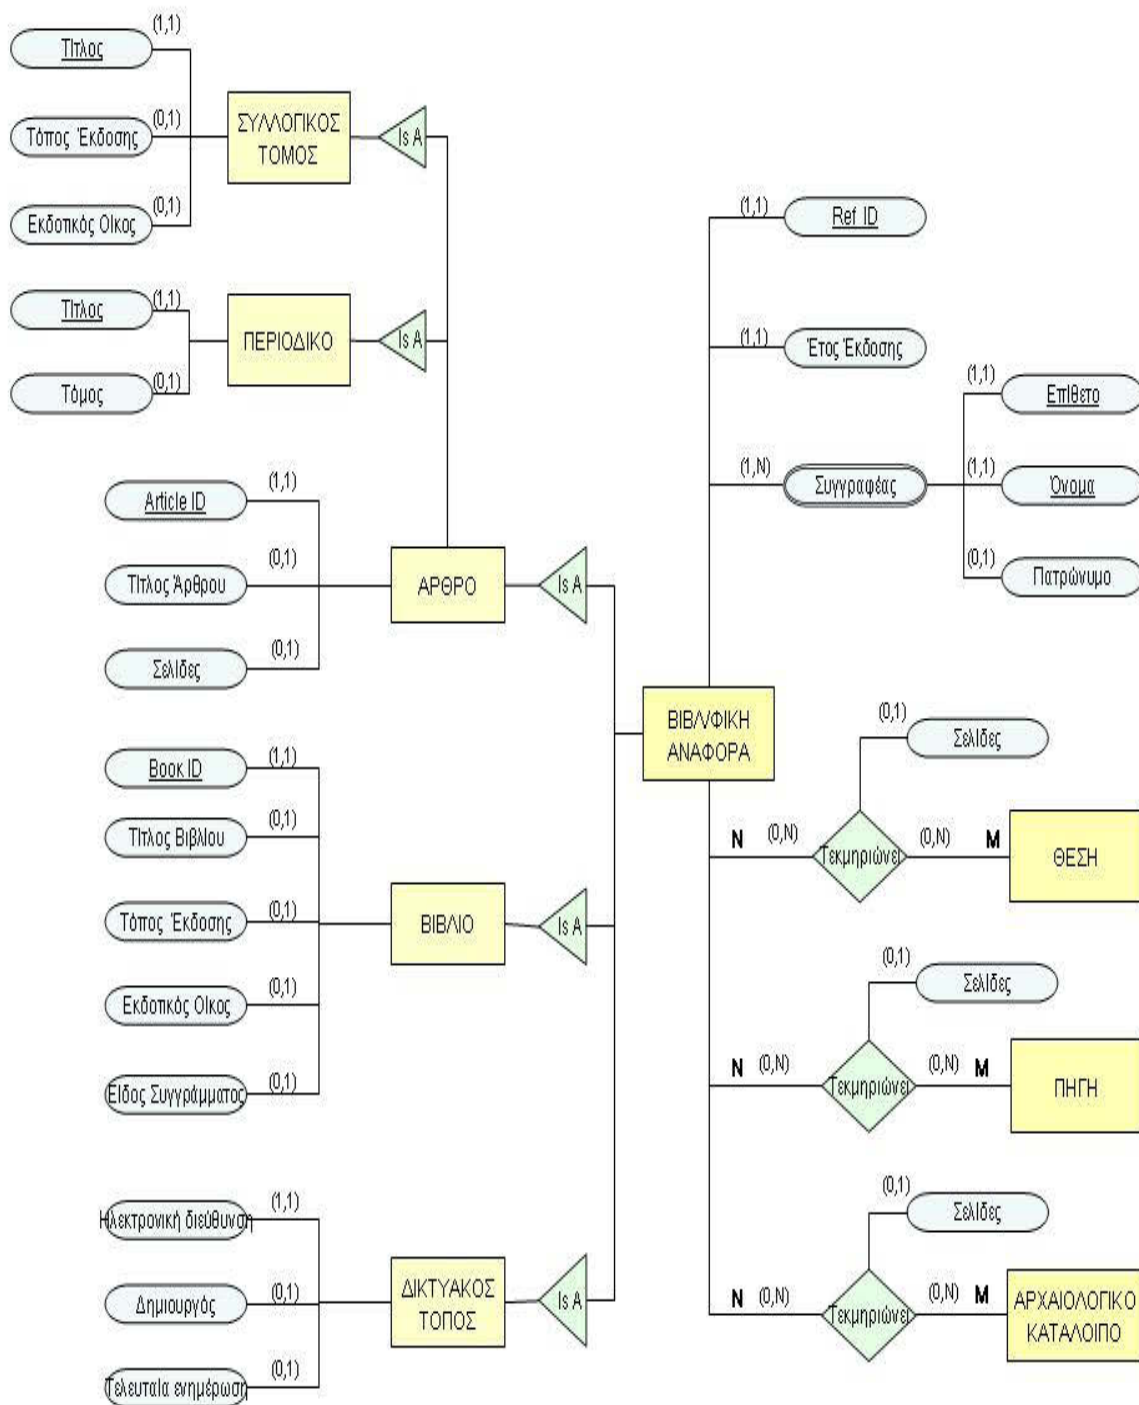 (1,1)
Τίτλος
(0,1)
Τόπος Έκδοσης
(0,1)
Εκδοτικός Οίκος
ΣΥΛΛΟΓΙΚΟΣ
ΤΟΜΟΣ
Is A
(1,1)
Τίτλος
(0,1)
Τόμος
ΠΕΡΙΟΔΙΚΟ
Is A
(1,1)
Article ID
(0,1)
Τίτλος Άρθρου
(0,1)
Σελίδες
ΑΡΘΡΟ
Is A
(1,1)
Book ID
(0,1)
Τίτλος Βιβλίου
(0,1)
Τόπος Έκδοσης
(0,1)
Εκδοτικός Οίκος
(0,1)
Είδος Συγγράμματος
ΒΙΒΛΙΟ
Is A
(1,1)
Ηλεκτρονική διεύθυνση
(0,1)
Δημιουργός
(0,1)
Τελευταία ενημέρωση
ΔΙΚΤΥΑΚΟΣ
ΤΟΠΟΣ
Is A
ΒΙΒΛ/ΦΙΚΗ
ΑΝΑΦΟΡΑ
(1,1)
Ref ID
(1,1)
Έτος Έκδοσης
(1,N)
Συγγραφέας
(1,1)
Επίθετο
(1,1)
Όνομα
(0,1)
Πατρώνυμο
(0,1)
Σελίδες
N (0,N)
Τεκμηριώνει
(0,N) M
ΘΕΣΗ
(0,1)
Σελίδες
N (0,N)
Τεκμηριώνει
(0,N) M
ΠΗΓΗ
(0,1)
Σελίδες
N (0,N)
Τεκμηριώνει
(0,N) M
ΑΡΧΑΙΟΛΟΓΙΚΟ
ΚΑΤΑΛΟΙΠΟ